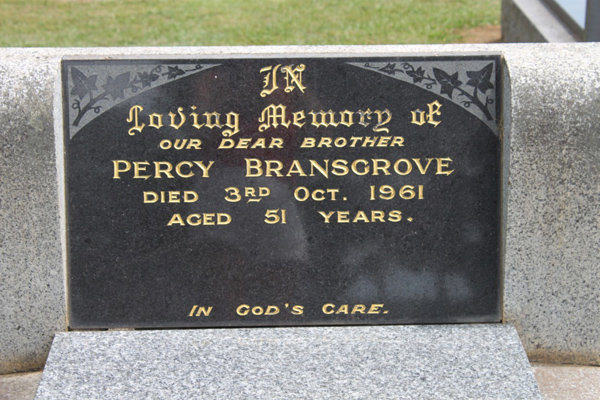 IN
Loving Memory of
OUR DEAR BROTHER
PERCY BRANSGROVE
DIED 3RD OCT. 1961
AGED 51 YEARS.
IN GOD'S CARE.